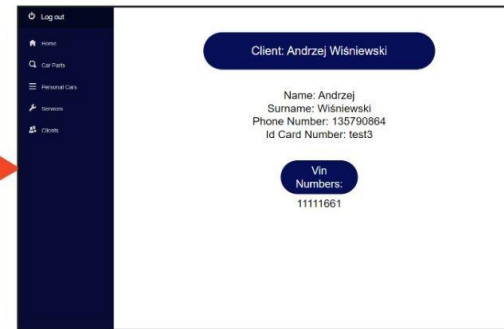 Log out
Home
Car Parts
Personal Cars
Services
Clients
Client: Andrzej Wiśniewski
Name: Andrzej
Surname: Wiśniewski
Phone Number: 135790864
Id Card Number: test3
Vin
Numbers:
11111661